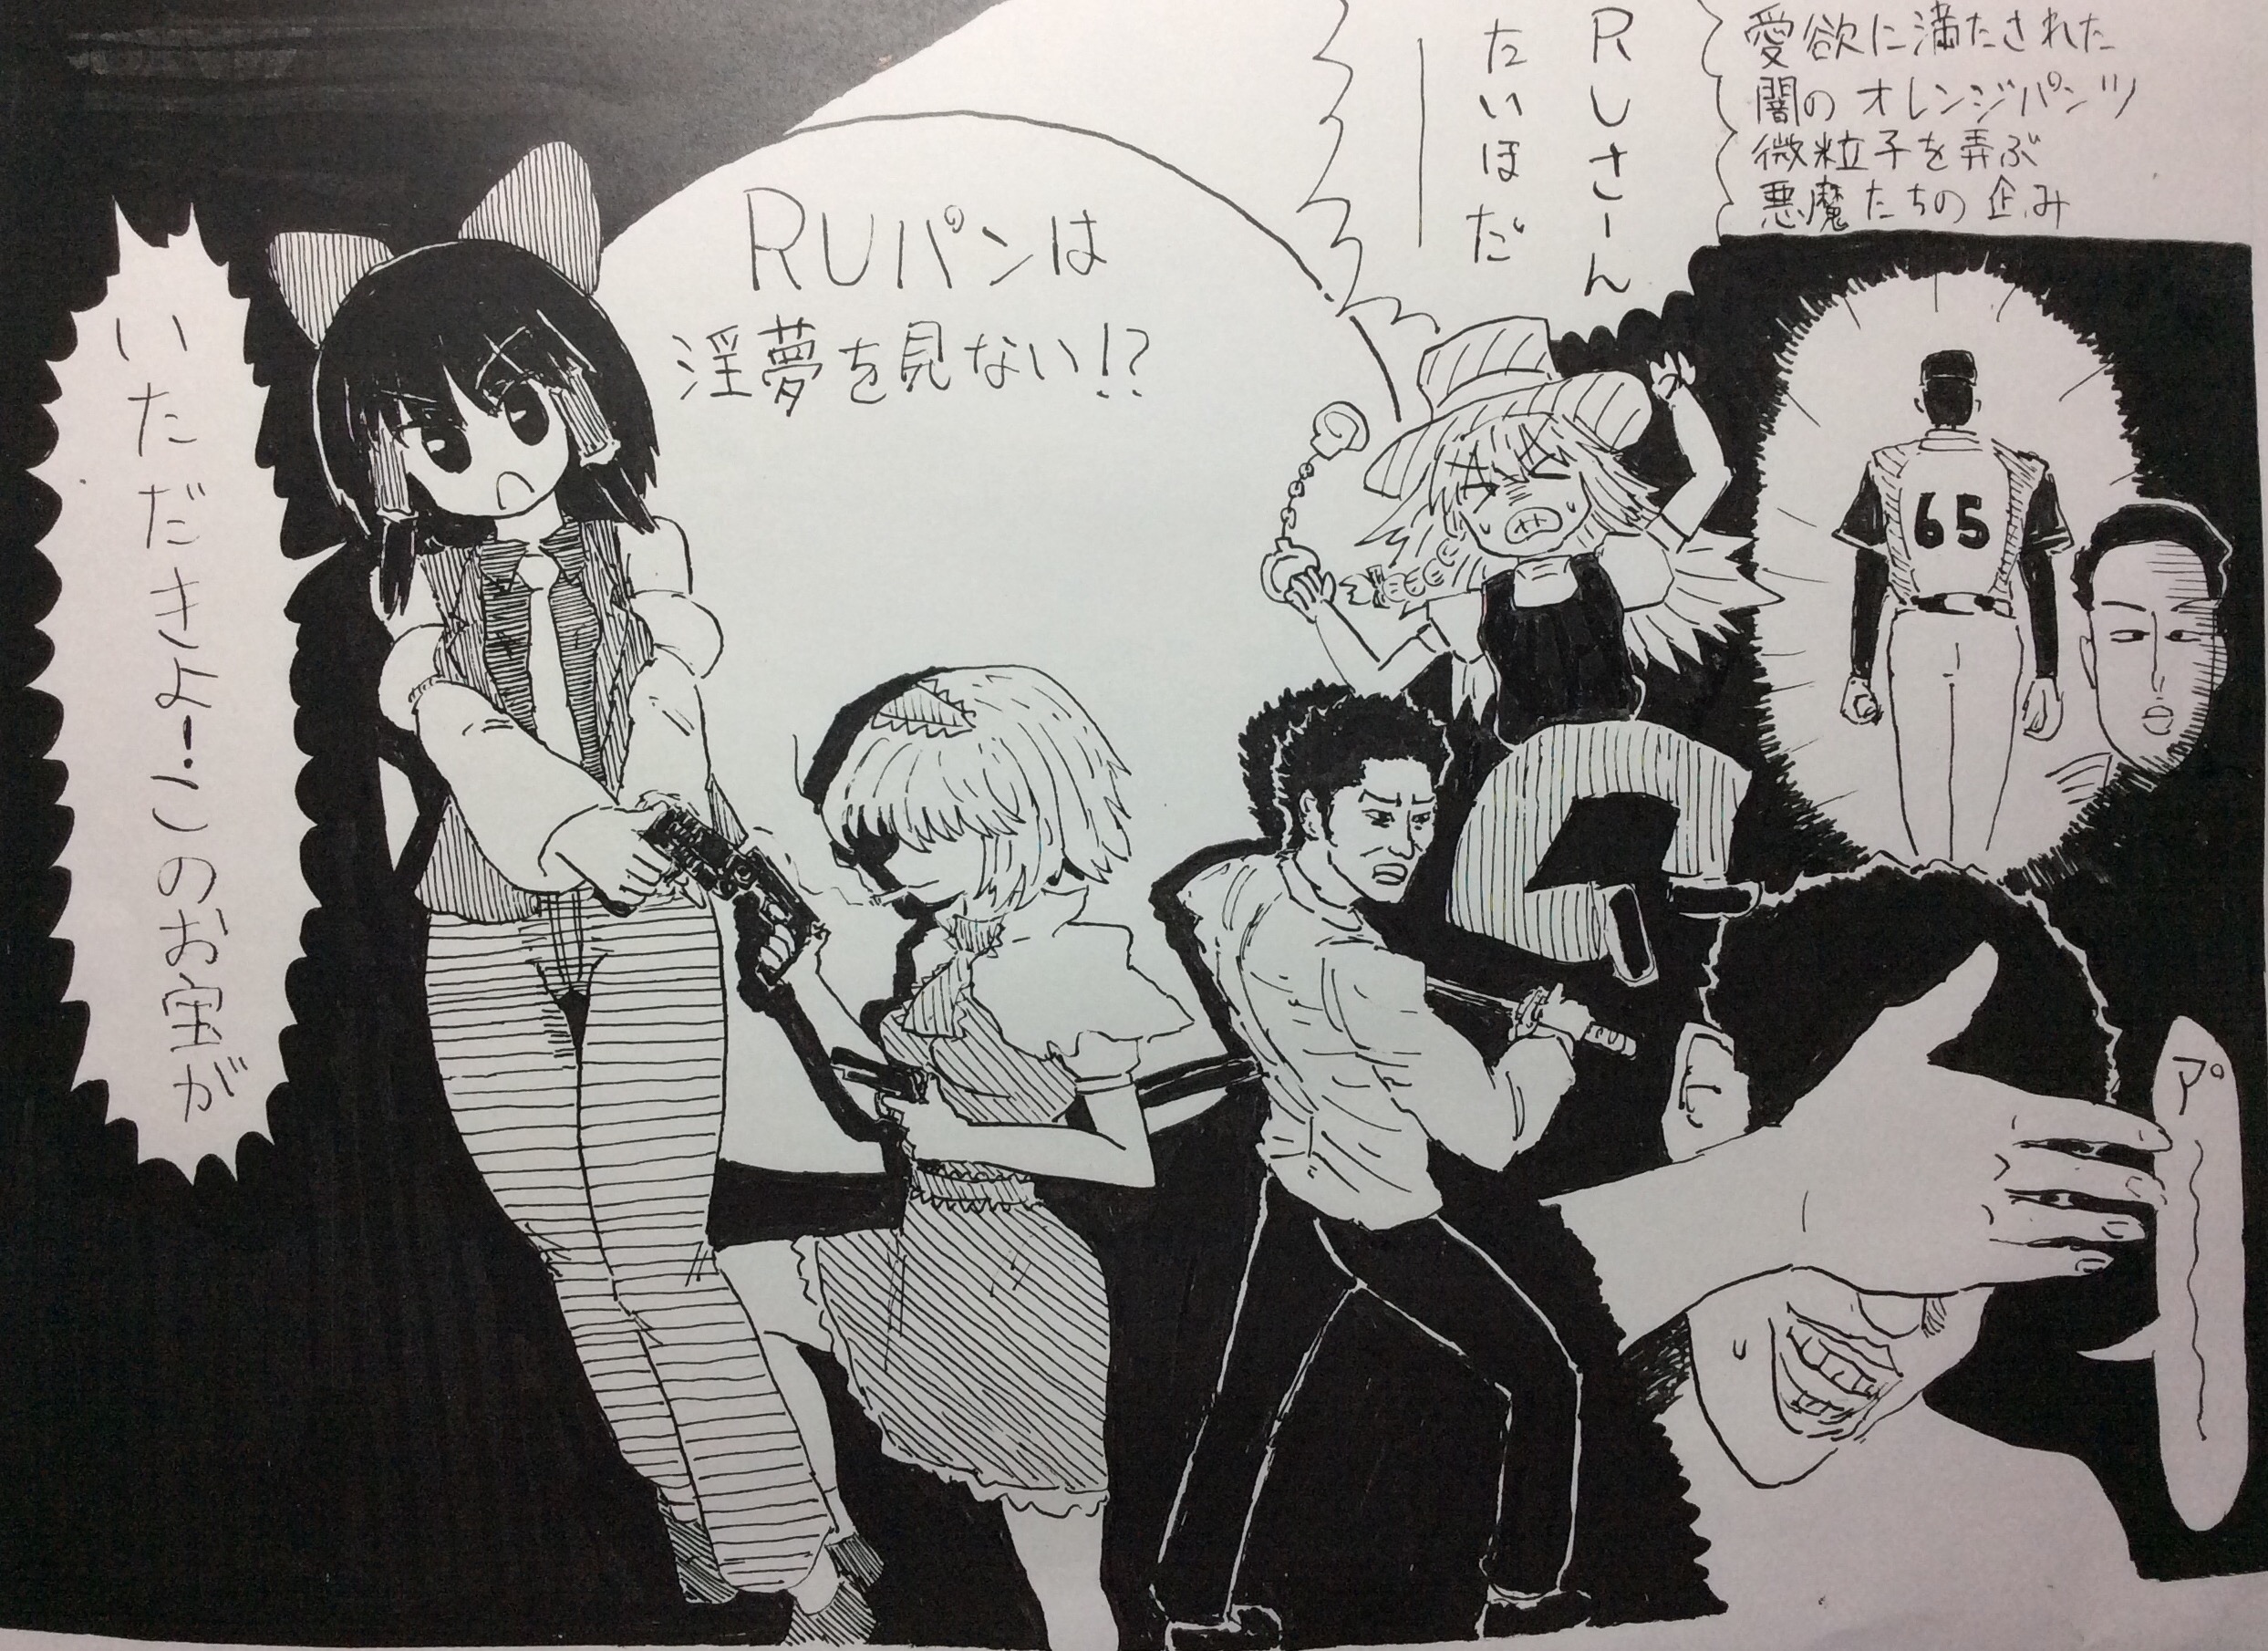 愛欲に満たされた
闇のオレンジパンツ
微粒子を弄ぶ
悪魔たちの企み
RUさーん
たいほだー
RUパンは
淫夢を見ない!?
いただきよ！このお宝が
65
ア゜〜